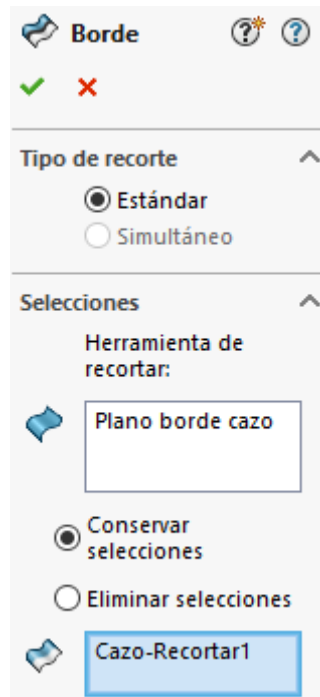 Borde
Tipo de recorte
Estándar
Simultáneo
Selecciones
Herramienta de
recortar:
Plano borde cazo
Conservar
selecciones
Eliminar selecciones
Cazo-Recortar1